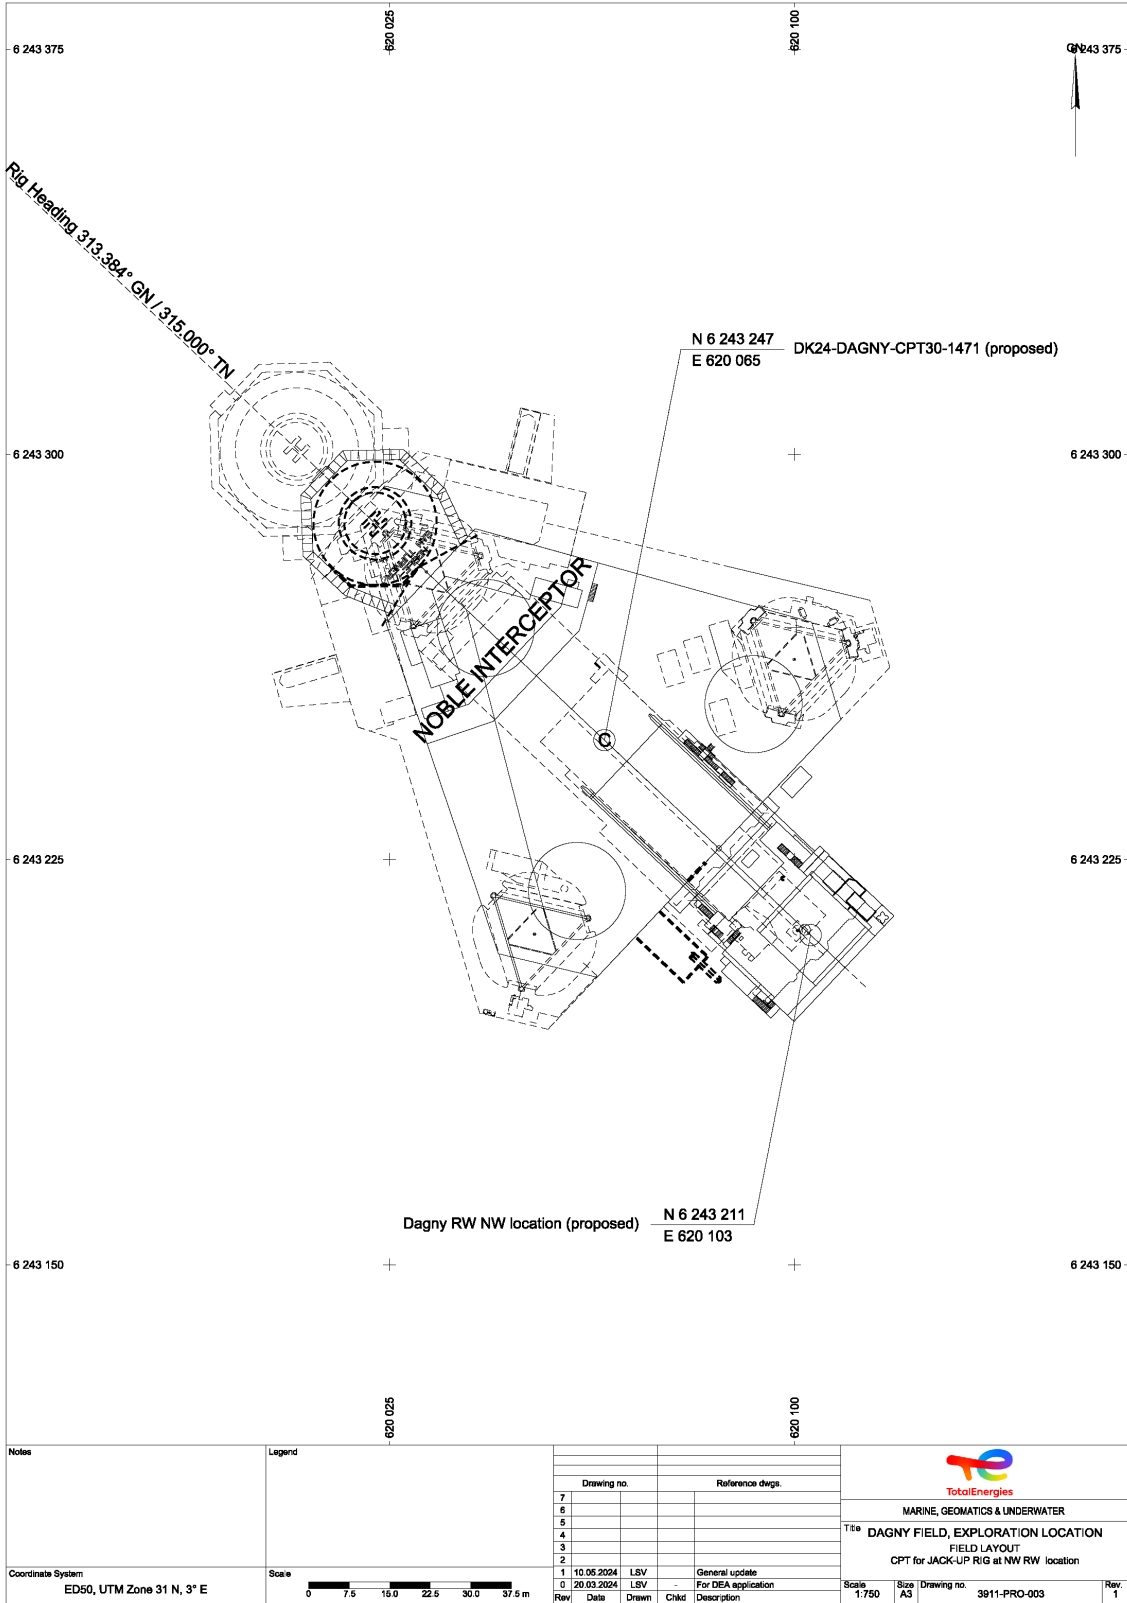 620 025
620 100
6 243 375
GN
6 243 375
Rig Heading 313.384° GN / 315.000° TN
N 6 243 247
E 620 065
DK24-DAGNY-CPT30-1471 (proposed)
6 243 300
6 243 300
NOBLE INTERCEPTOR
C
6 243 225
6 243 225
Dagny RW NW location (proposed)
N 6 243 211
E 620 103
6 243 150
6 243 150
620 025
620 100
Notes
Legend
Drawing no.
Reference dwgs.
7
6
5
4
3
2
1 10.05.2024 LSV General update
0 20.03.2024 LSV - For DEA application
Rev Date Drawn Chkd Description
Coordinate System
ED50, UTM Zone 31 N, 3° E
Scale
0 7.5 15.0 22.5 30.0 37.5 m
TotalEnergies
MARINE, GEOMATICS & UNDERWATER
Title DAGNY FIELD, EXPLORATION LOCATION
FIELD LAYOUT
CPT for JACK-UP RIG at NW RW location
Scale Size Drawing no. Rev.
1:750 A3 3911-PRO-003 1